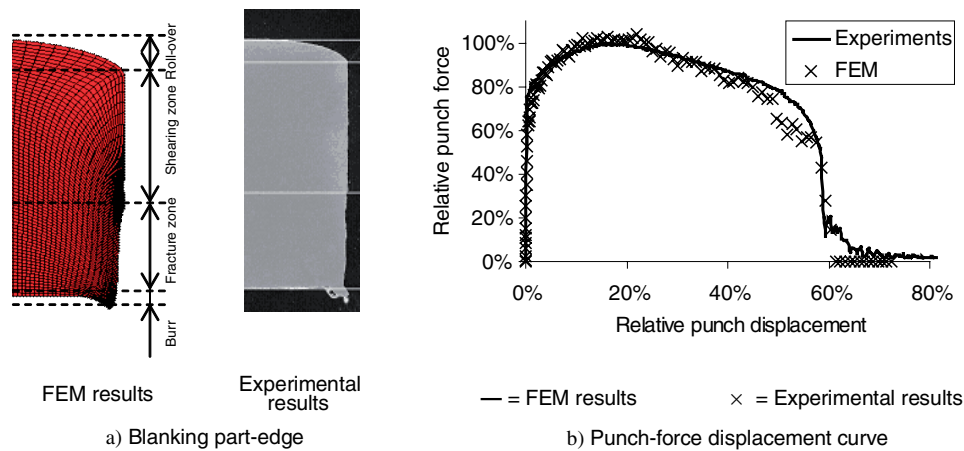 Roll-over
Shearing zone
Fracture zone
Burr
FEM results
Experimental
results
a) Blanking part-edge
Relative punch force
100%
80%
60%
40%
20%
0%
0%
20%
40%
60%
80%
Relative punch displacement
Experiments
FEM
= FEM results
= Experimental results
b) Punch-force displacement curve